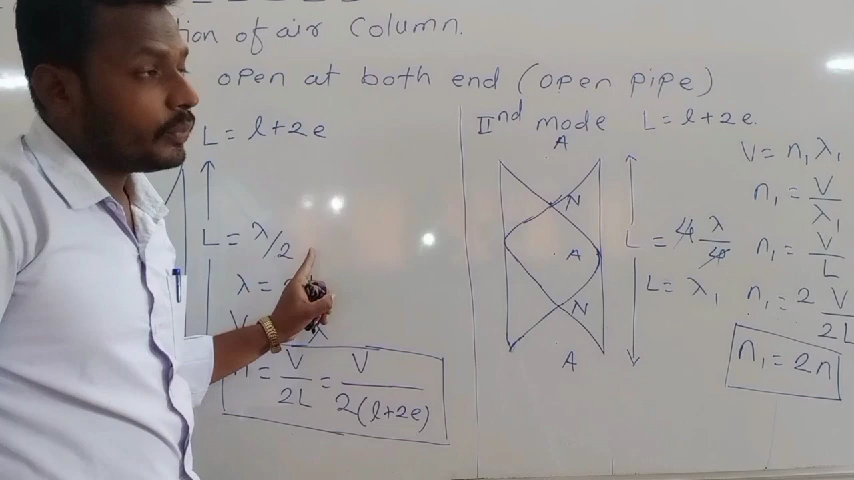 tion of air Column.
open at both end (open pipe)
L = l+2e
L = λ/2
λ =
V
λ
= V/2L = V/2(l+2e)
IInd mode L = l+2e.
A
N
A
N
A
L = 4 λ/4
L = λ₁
V = n₁ λ₁
n₁ = V/λ₁
n₁ = V/L
n₁ = 2 V/2L
n₁ = 2n